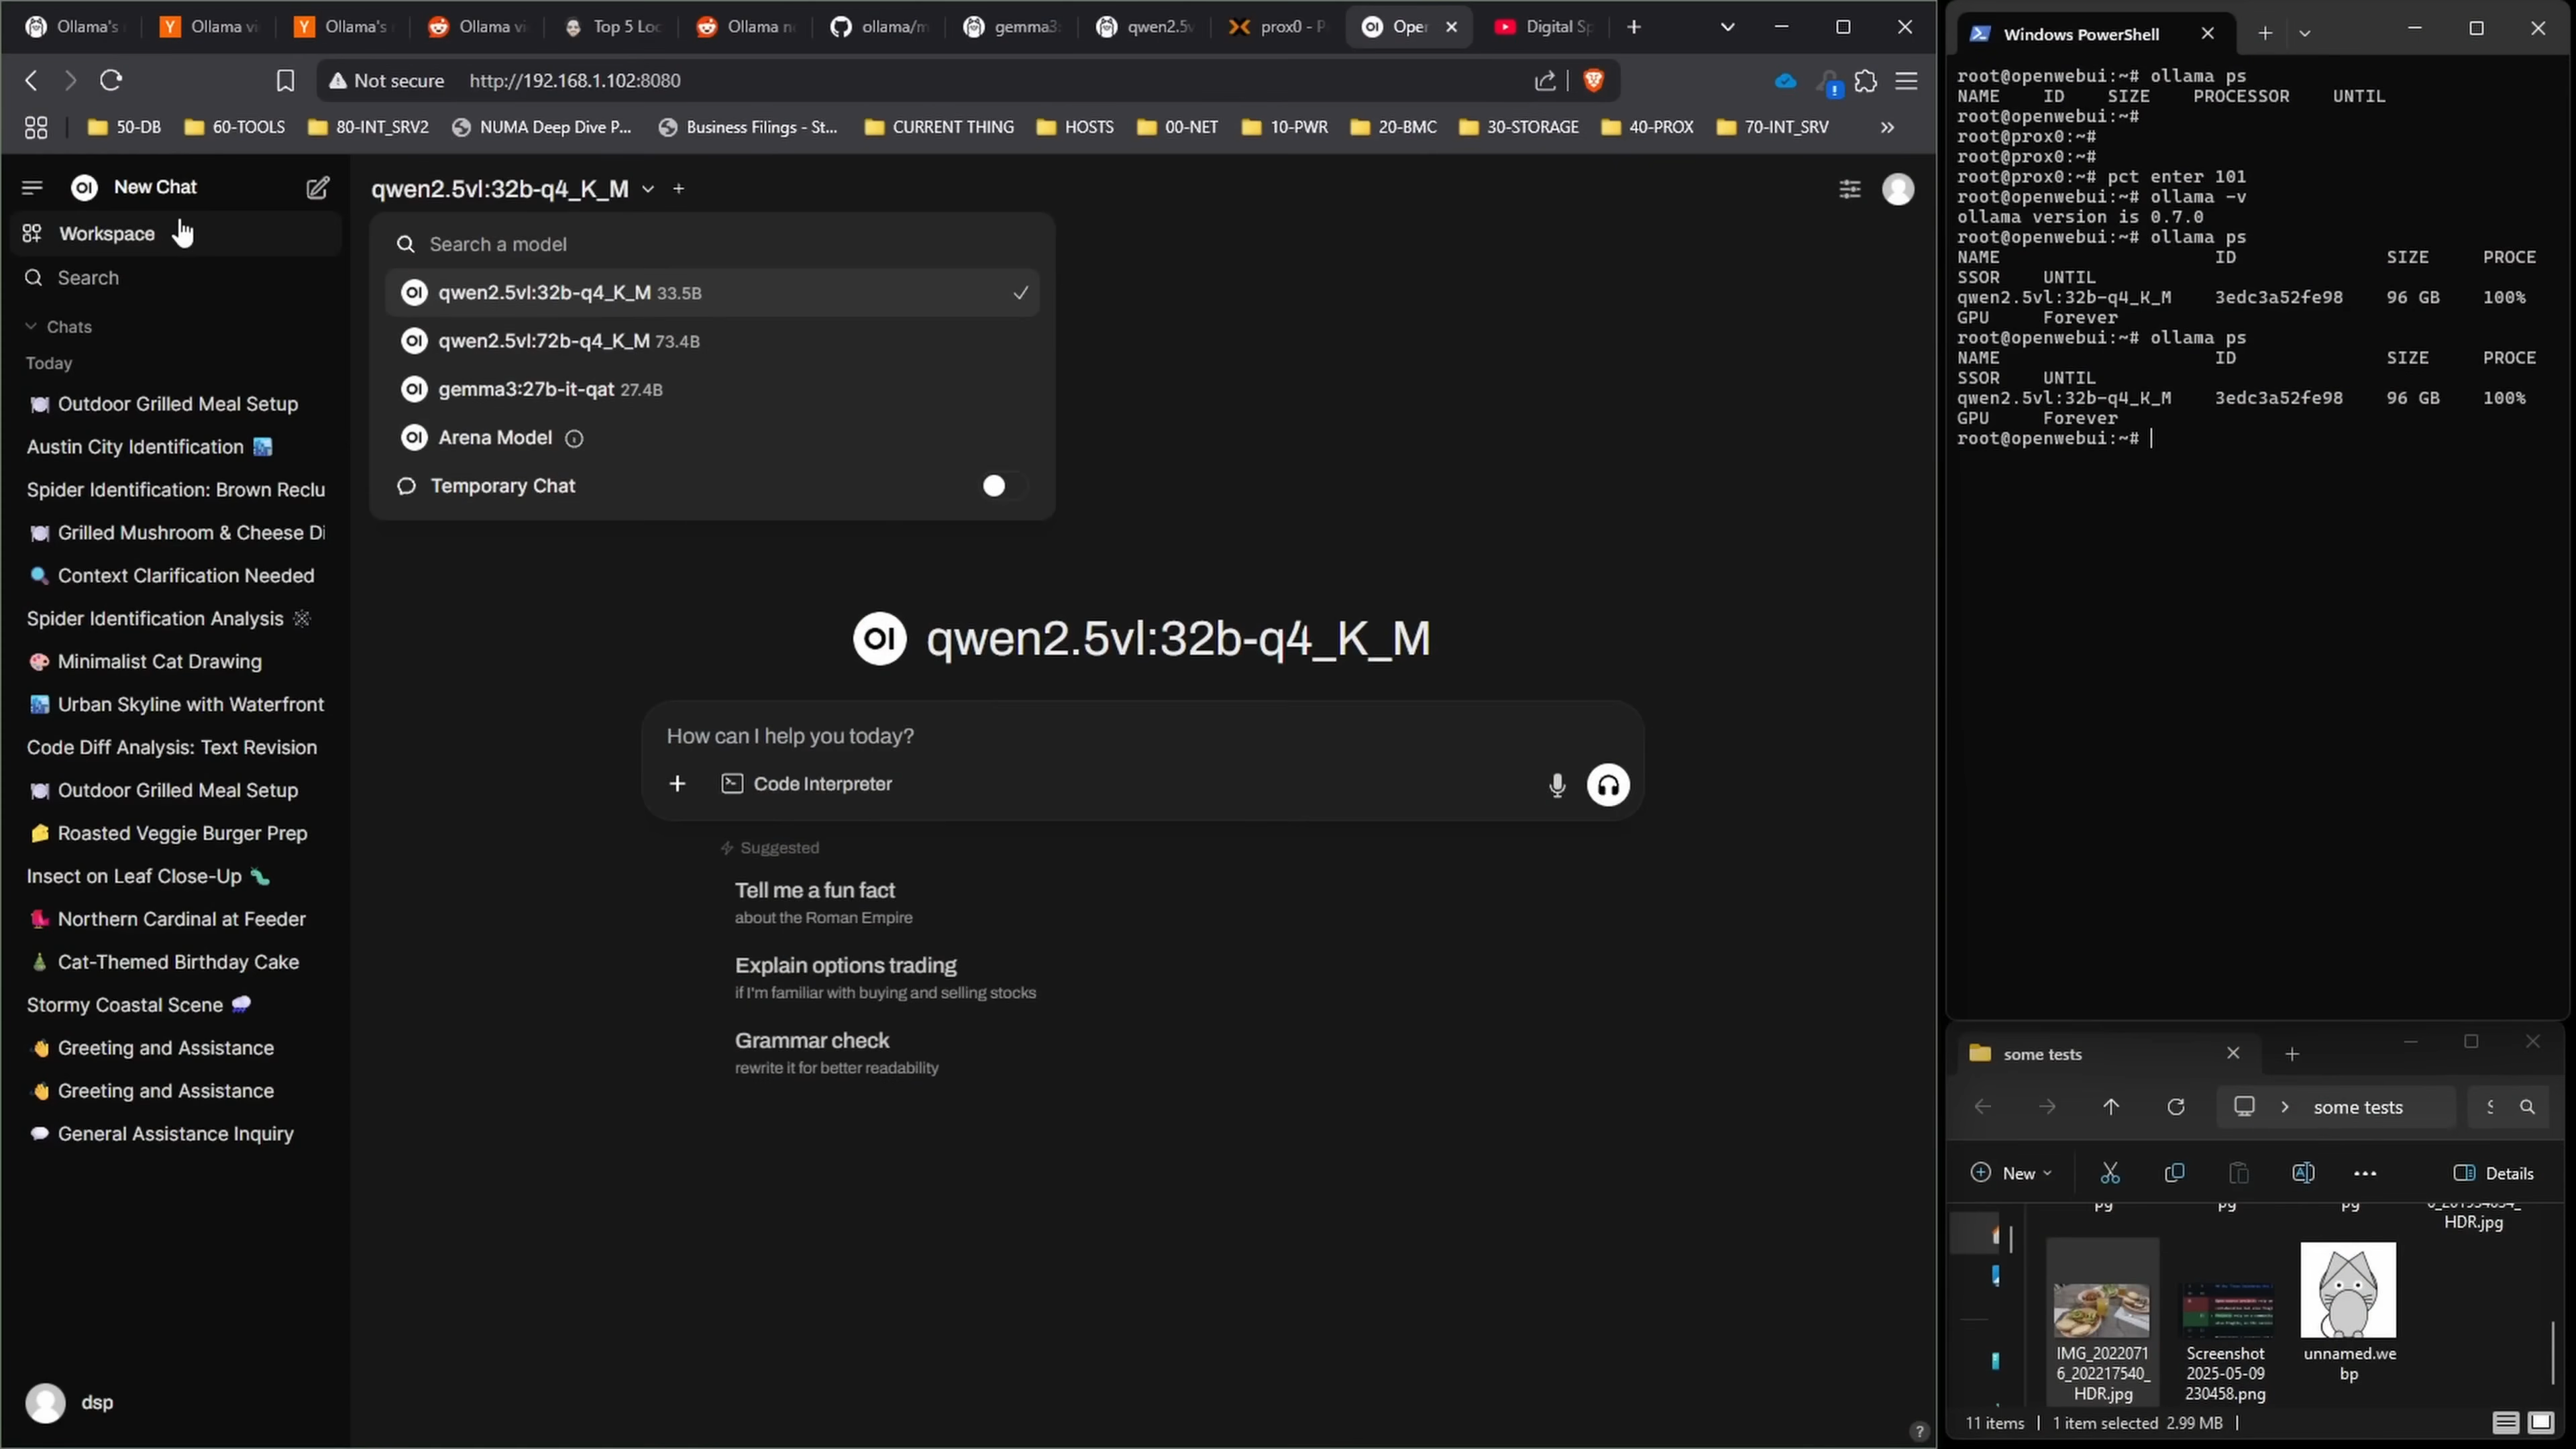 Ollama's
Ollama vi
Ollama's
Ollama vi
Top 5 Loc
Ollama n
ollama/m
gemma3:
qwen2.5v
prox0 - P
Ope
Digital Sp
Not secure http://192.168.1.102:8080
50-DB
60-TOOLS
80-INT_SRV2
NUMA Deep Dive P...
Business Filings - St...
CURRENT THING
HOSTS
00-NET
10-PWR
20-BMC
30-STORAGE
40-PROX
70-INT_SRV
OI New Chat
Workspace
Search
Chats
Today
Outdoor Grilled Meal Setup
Austin City Identification
Spider Identification: Brown Reclu
Grilled Mushroom & Cheese Di
Context Clarification Needed
Spider Identification Analysis
Minimalist Cat Drawing
Urban Skyline with Waterfront
Code Diff Analysis: Text Revision
Outdoor Grilled Meal Setup
Roasted Veggie Burger Prep
Insect on Leaf Close-Up
Northern Cardinal at Feeder
Cat-Themed Birthday Cake
Stormy Coastal Scene
Greeting and Assistance
Greeting and Assistance
General Assistance Inquiry
dsp
qwen2.5vl:32b-q4_K_M
Search a model
OI qwen2.5vl:32b-q4_K_M 33.5B
OI qwen2.5vl:72b-q4_K_M 73.4B
OI gemma3:27b-it-qat 27.4B
OI Arena Model
Temporary Chat
OI qwen2.5vl:32b-q4_K_M
How can I help you today?
Code Interpreter
Suggested
Tell me a fun fact
about the Roman Empire
Explain options trading
if I'm familiar with buying and selling stocks
Grammar check
rewrite it for better readability
?
Windows PowerShell
root@openwebui:~# ollama ps
NAME ID SIZE PROCESSOR UNTIL
root@openwebui:~#
root@prox0:~#
root@prox0:~#
root@prox0:~# pct enter 101
root@openwebui:~# ollama -v
ollama version is 0.7.0
root@openwebui:~# ollama ps
NAME ID SIZE PROCE
SSOR UNTIL
qwen2.5vl:32b-q4_K_M 3edc3a52fe98 96 GB 100%
GPU Forever
root@openwebui:~# ollama ps
NAME ID SIZE PROCE
SSOR UNTIL
qwen2.5vl:32b-q4_K_M 3edc3a52fe98 96 GB 100%
GPU Forever
root@openwebui:~#
some tests
some tests
New
Details
pg
pg
pg
HDR.jpg
IMG_2022071
6_202217540_
HDR.jpg
Screenshot
2025-05-09
230458.png
unnamed.we
bp
11 items
1 item selected 2.99 MB